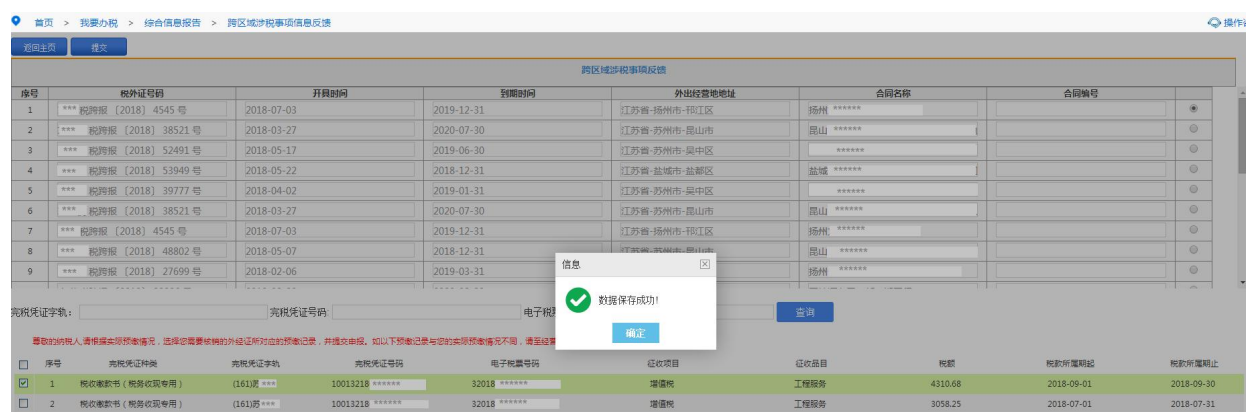 首页 > 我要办税 > 综合信息报告 > 跨区域涉税事项信息反馈
操作
返回主页 提交
跨区域涉税事项反馈
序号 税外证号码 开具时间 到期时间 外出经营地地址 合同名称 合同编号
1 *** 税跨报 〔2018〕 4545 号 2018-07-03 2019-12-31 江苏省-扬州市-邗江区 扬州 ******
2 *** 税跨报 〔2018〕 38521 号 2018-03-27 2020-07-30 江苏省-苏州市-昆山市 昆山 ******
3 *** 税跨报 〔2018〕 52491 号 2018-05-17 2019-06-30 江苏省-苏州市-吴中区 ******
4 *** 税跨报 〔2018〕 53949 号 2018-05-22 2018-12-31 江苏省-盐城市-盐都区 盐城 ******
5 *** 税跨报 〔2018〕 39777 号 2018-04-02 2019-01-31 江苏省-苏州市-吴中区 ******
6 *** 税跨报 〔2018〕 38521 号 2018-03-27 2020-07-30 江苏省-苏州市-昆山市 昆山 ******
7 *** 税跨报 〔2018〕 4545 号 2018-07-03 2019-12-31 江苏省-扬州市-邗江区 扬州 ******
8 *** 税跨报 〔2018〕 48802 号 2018-05-07 2018-12-31 江苏省-苏州市-昆山市 昆山 ******
9 *** 税跨报 〔2018〕 27699 号 2018-02-06 2019-03-31 扬州 ******
信息
数据保存成功!
确定
完税凭证字轨: 完税凭证号码 电子税 查询
尊敬的纳税人,请根据实际预缴情况,选择您需要核销的外经证所对应的预缴记录,并提交申报。如以下预缴记录与您的实际预缴情况不同,请至经营
序号 完税凭证种类 完税凭证字轨 完税凭证号码 电子税票号码 征收项目 征收品目 税额 税款所属期起 税款所属期止
1 税收缴款书(税务收现专用) (161)苏 *** 10013218 ****** 32018 ****** 增值税 工程服务 4310.68 2018-09-01 2018-09-30
2 税收缴款书(税务收现专用) (161)苏 *** 10013218 ****** 32018 ****** 增值税 工程服务 3058.25 2018-07-01 2018-07-31